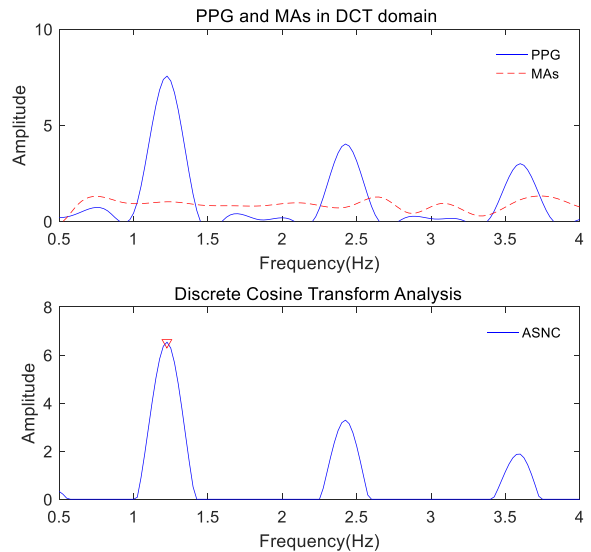 PPG and MAs in DCT domain
10
5
0
Amplitude
PPG
MAs
0.5 1 1.5 2 2.5 3 3.5 4
Frequency(Hz)
Discrete Cosine Transform Analysis
8
6
4
2
0
Amplitude
ASNC
0.5 1 1.5 2 2.5 3 3.5 4
Frequency(Hz)